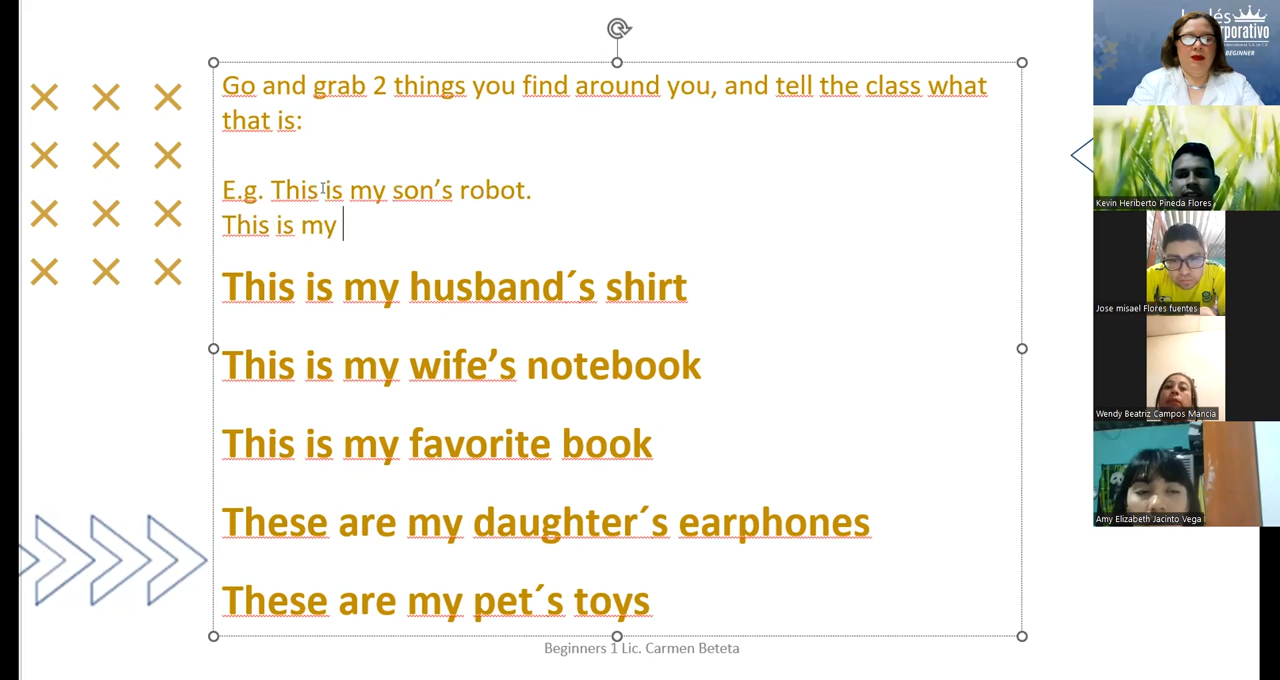 Go and grab 2 things you find around you, and tell the class what
that is:
E.g. This is my son’s robot.
This is my
This is my husband´s shirt
This is my wife’s notebook
This is my favorite book
These are my daughter´s earphones
These are my pet´s toys
Beginners 1 Lic. Carmen Beteta
BEGINNER
Kevin Heriberto Pineda Flores
Jose misael Flores fuentes
Wendy Beatriz Campos Mancia
Amy Elizabeth Jacinto Vega